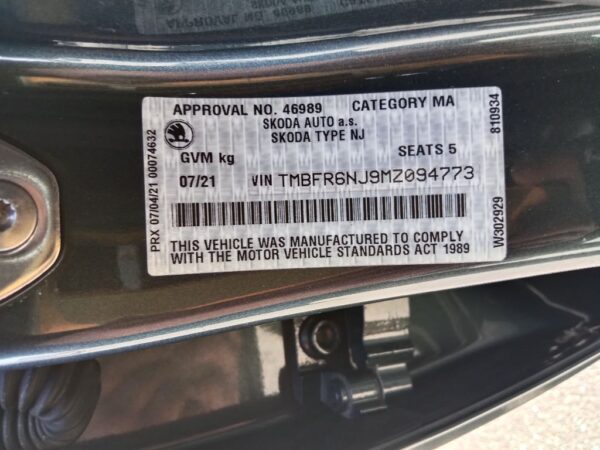 APPROVAL NO. 46989 CATEGORY MA
SKODA AUTO a.s.
SKODA TYPE NJ
GVM kg SEATS 5
07/21 VIN TMBFR6NJ9MZ094773
THIS VEHICLE WAS MANUFACTURED TO COMPLY
WITH THE MOTOR VEHICLE STANDARDS ACT 1989
PRX 07/04/21 00074632
810934
W302929